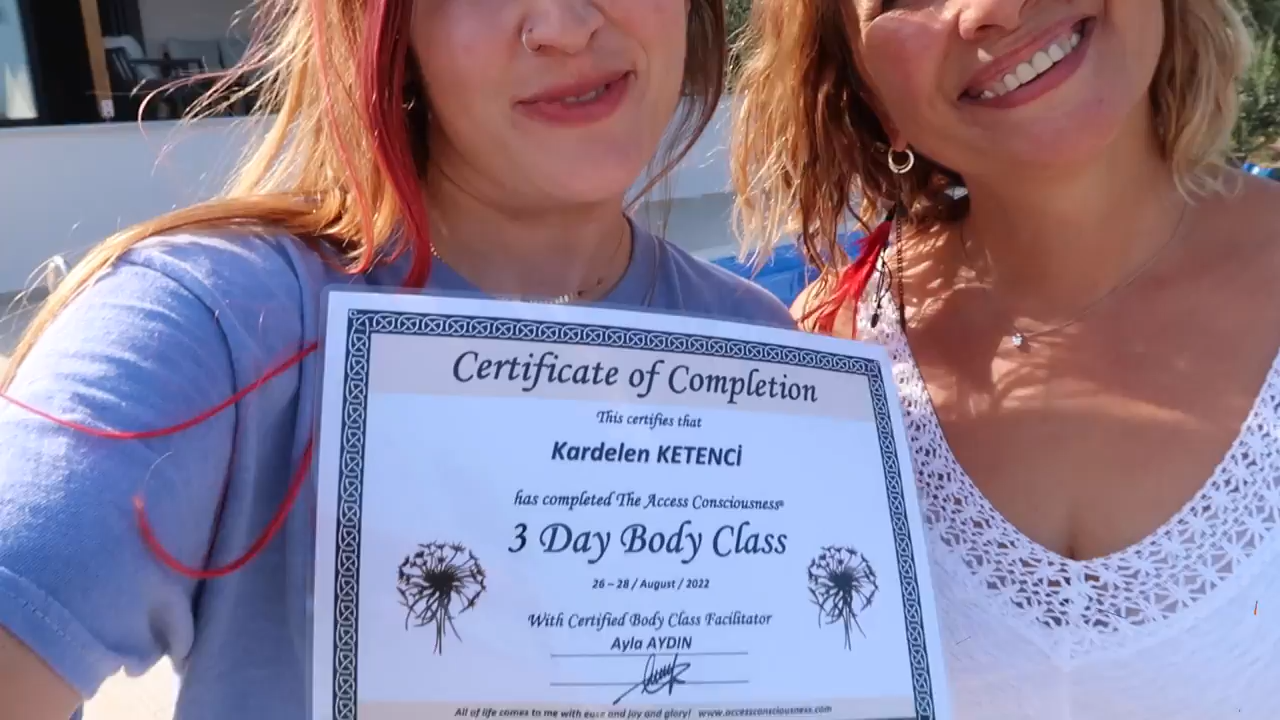 Certificate of Completion
This certifies that
Kardelen KETENCİ
has completed The Access Consciousness®
3 Day Body Class
26 – 28 / August / 2022
With Certified Body Class Facilitator
Ayla AYDIN
All of life comes to me with ease and joy and glory! www.accessconsciousness.com